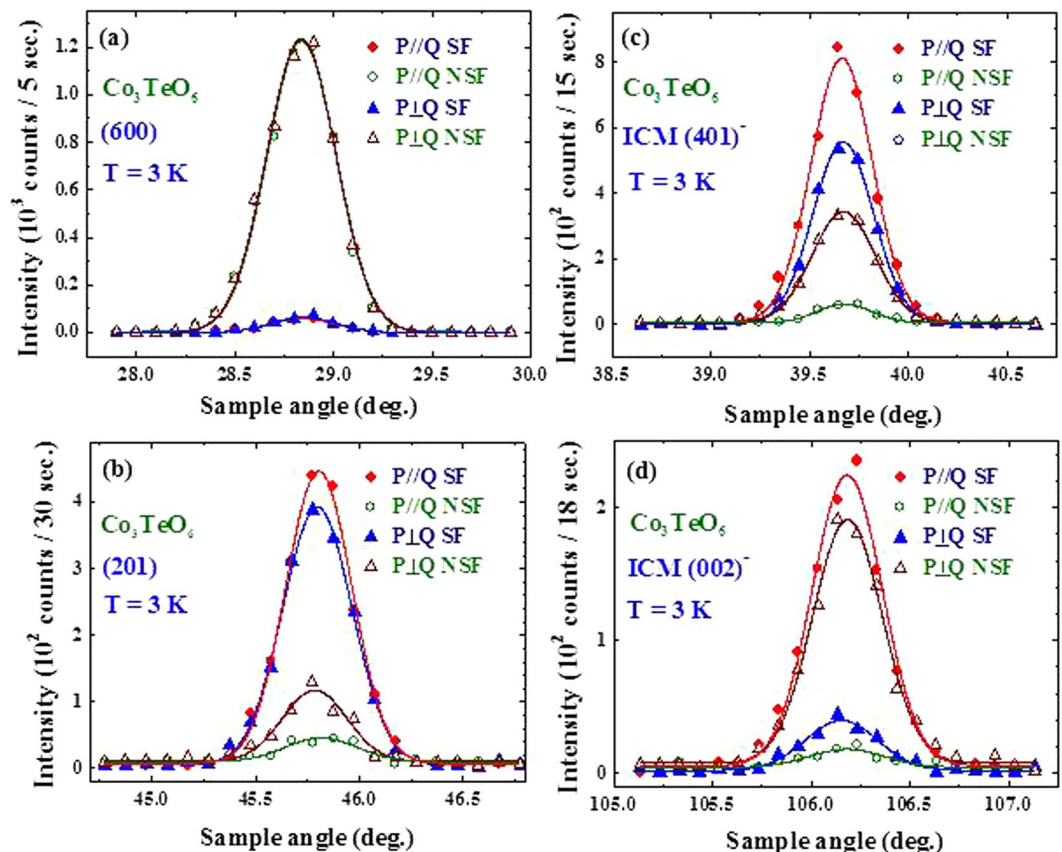 (a)
Co₃TeO₆
(600)
T = 3 K
P//Q SF
P//Q NSF
P⊥Q SF
P⊥Q NSF
Intensity (10³ counts / 5 sec.)
1.2
1.0
0.8
0.6
0.4
0.2
0.0
28.0
28.5
29.0
29.5
30.0
Sample angle (deg.)
(c)
Co₃TeO₆
ICM (401)⁻
T = 3 K
P//Q SF
P//Q NSF
P⊥Q SF
P⊥Q NSF
Intensity (10² counts / 15 sec.)
8
6
4
2
0
38.5
39.0
39.5
40.0
40.5
Sample angle (deg.)
(b)
Co₃TeO₆
(201)
T = 3 K
P//Q SF
P//Q NSF
P⊥Q SF
P⊥Q NSF
Intensity (10² counts / 30 sec.)
4
3
2
1
0
45.0
45.5
46.0
46.5
Sample angle (deg.)
(d)
Co₃TeO₆
ICM (002)⁻
T = 3 K
P//Q SF
P//Q NSF
P⊥Q SF
P⊥Q NSF
Intensity (10² counts / 18 sec.)
2
1
0
105.0
105.5
106.0
106.5
107.0
Sample angle (deg.)